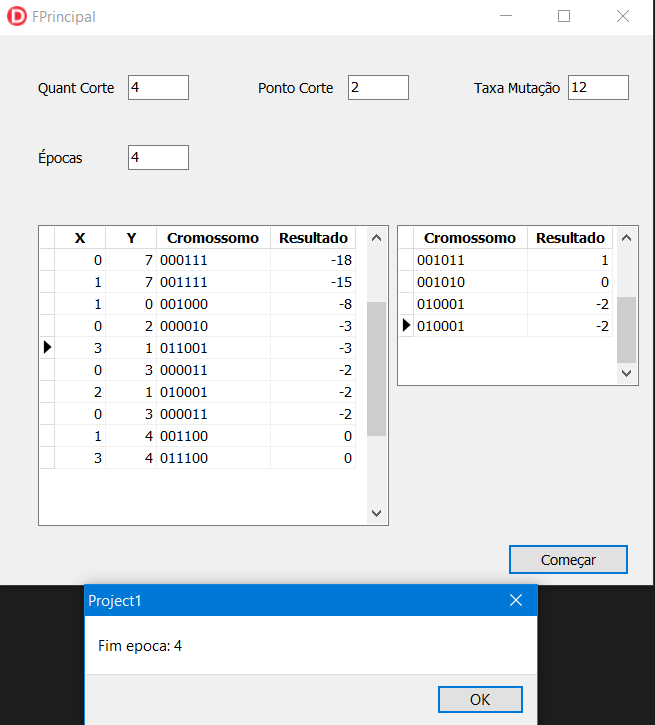 FPrincipal
Quant Corte 4 Ponto Corte 2 Taxa Mutação 12
Épocas 4
X Y Cromossomo Resultado
0 7 000111 -18
1 7 001111 -15
1 0 001000 -8
0 2 000010 -3
3 1 011001 -3
0 3 000011 -2
2 1 010001 -2
0 3 000011 -2
1 4 001100 0
3 4 011100 0
Cromossomo Resultado
001011 1
001010 0
010001 -2
010001 -2
Começar
Project1
Fim epoca: 4
OK